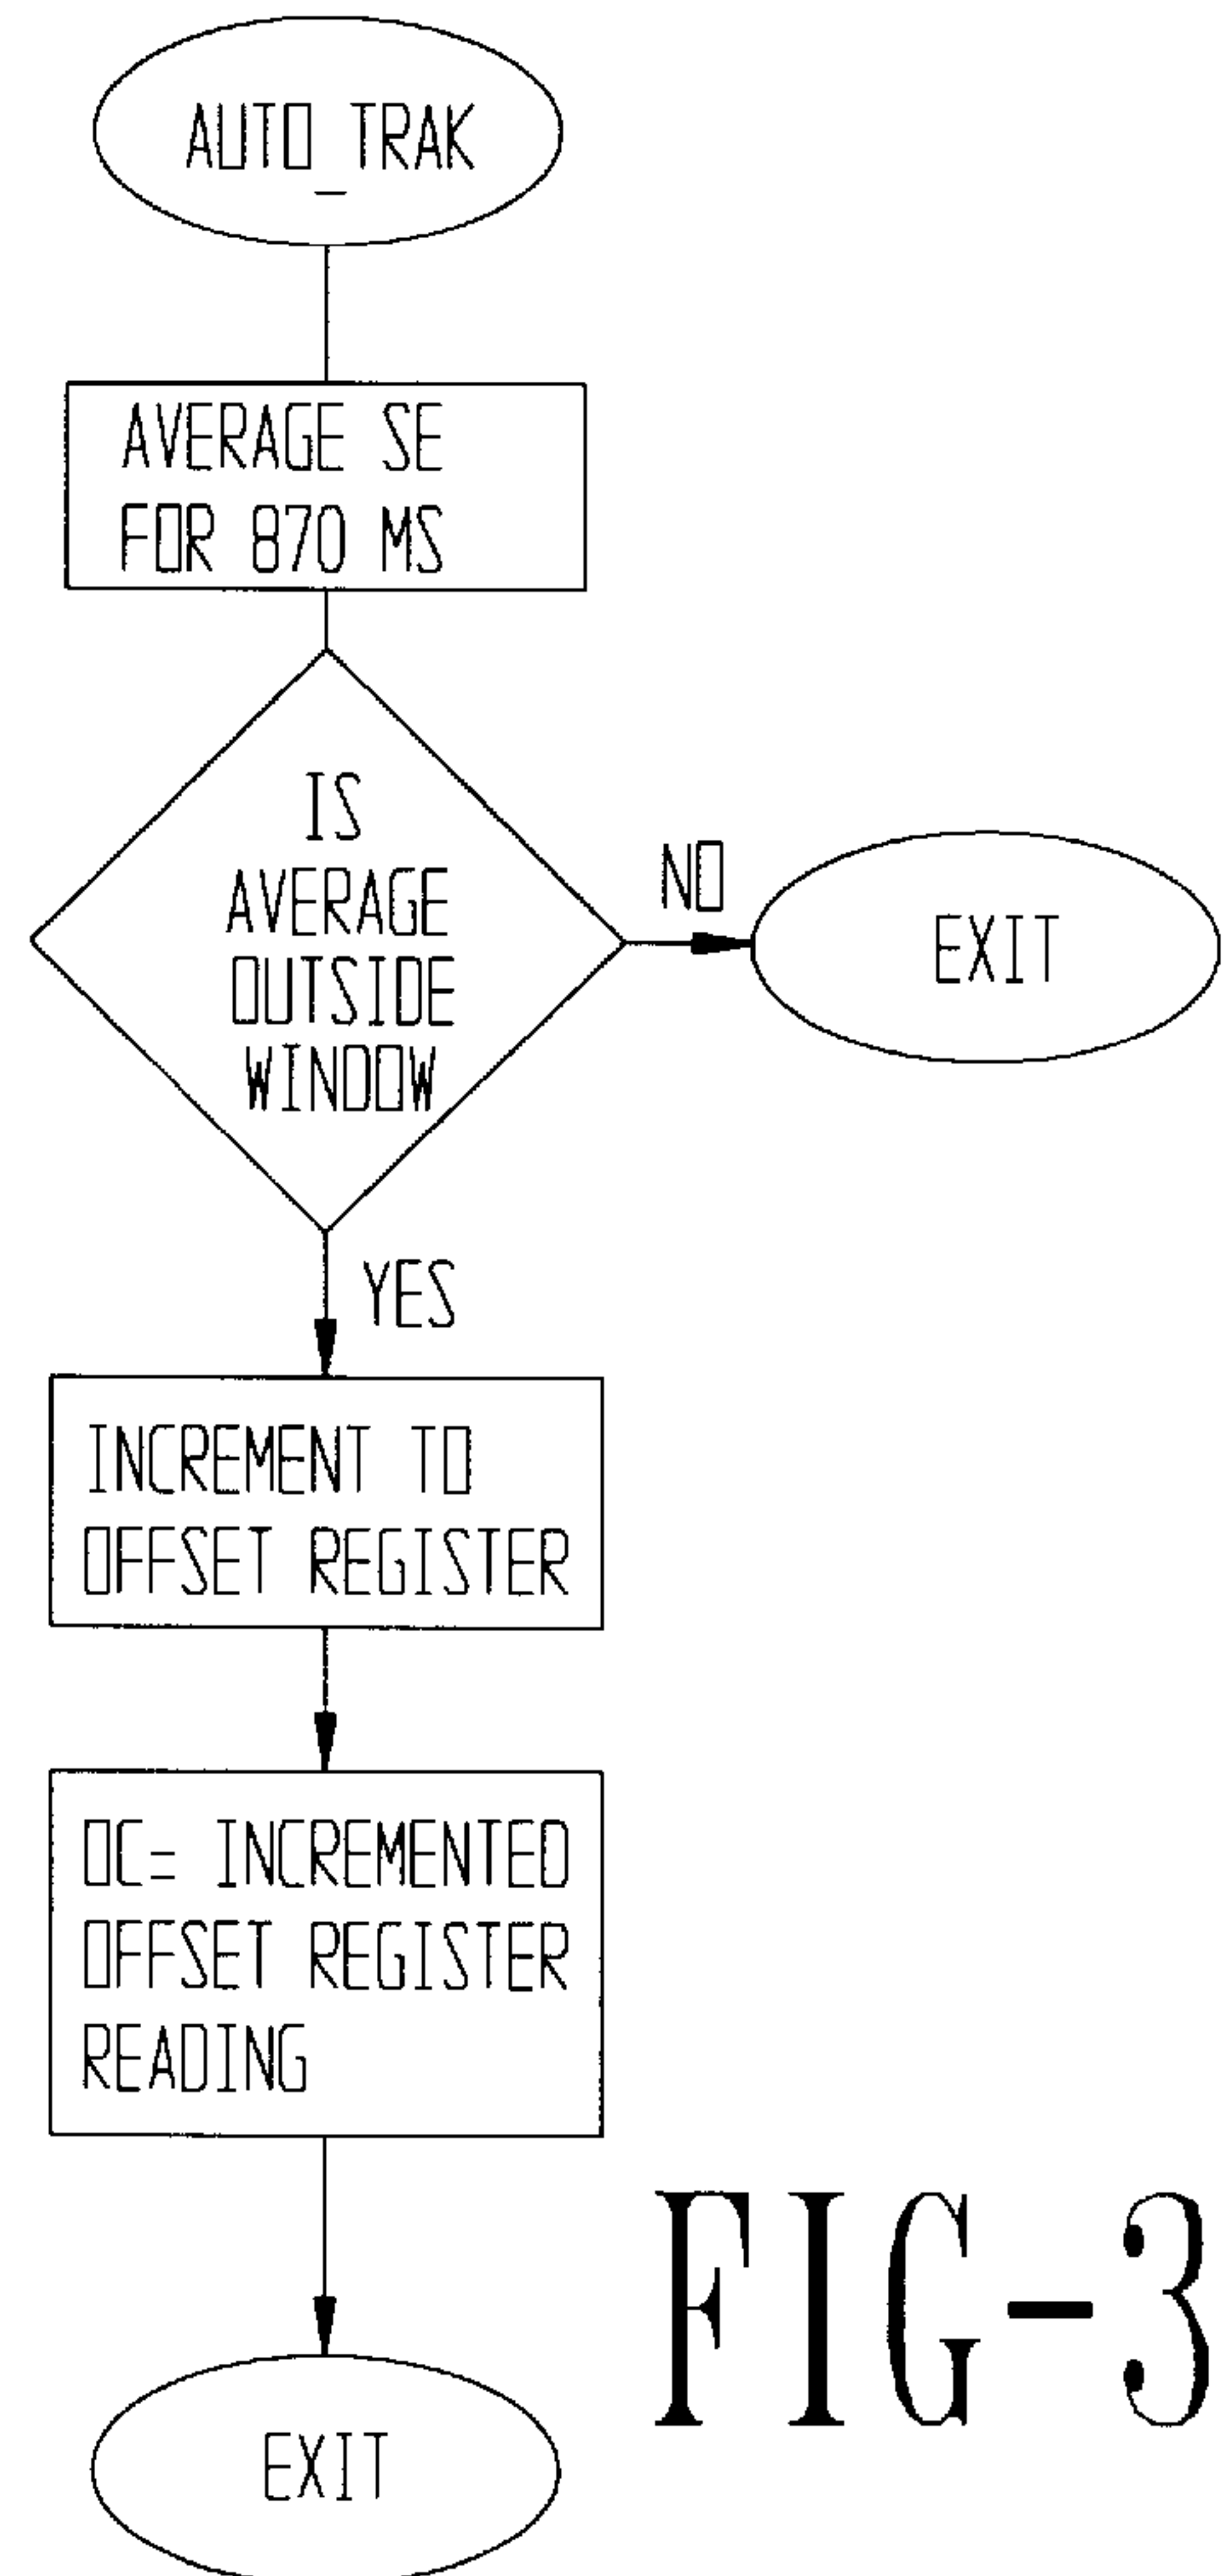 AUTO_TRAK
AVERAGE SE
FOR 870 MS
IS
AVERAGE
OUTSIDE
WINDOW
NO
EXIT
YES
INCREMENT TO
OFFSET REGISTER
OC= INCREMENTED
OFFSET REGISTER
READING
EXIT
FIG-3